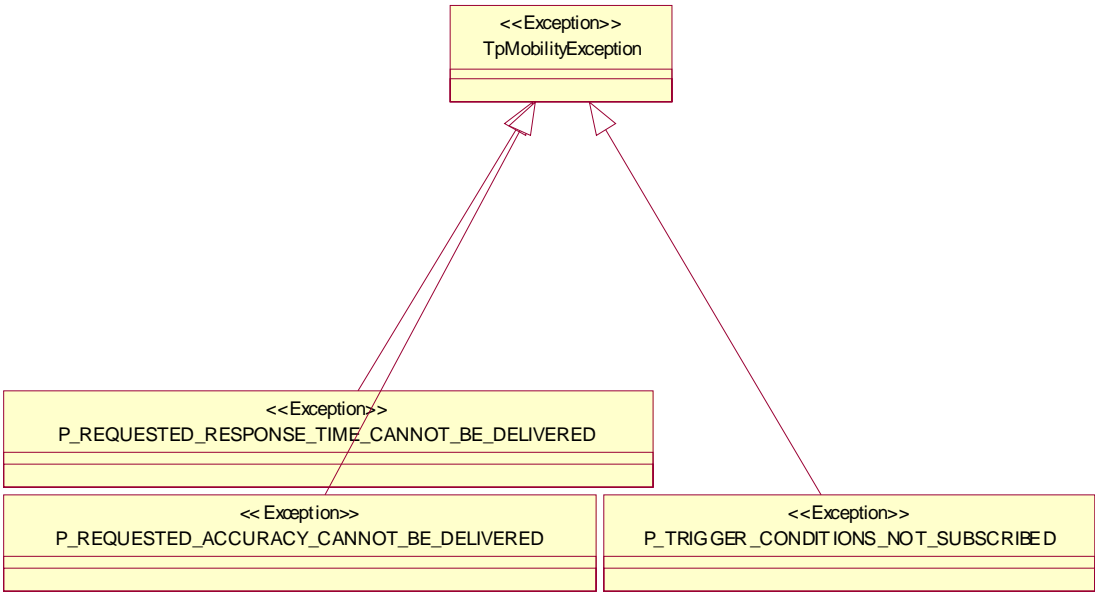 <<Exception>>
TpMobilityException
<<Exception>>
P_REQUESTED_RESPONSE_TIME_CANNOT_BE_DELIVERED
<< Exception>>
P_REQUESTED_ACCURACY_CANNOT_BE_DELIVERED
<<Exception>>
P_TRIGGER_CONDITIONS_NOT_SUBSCRIBED